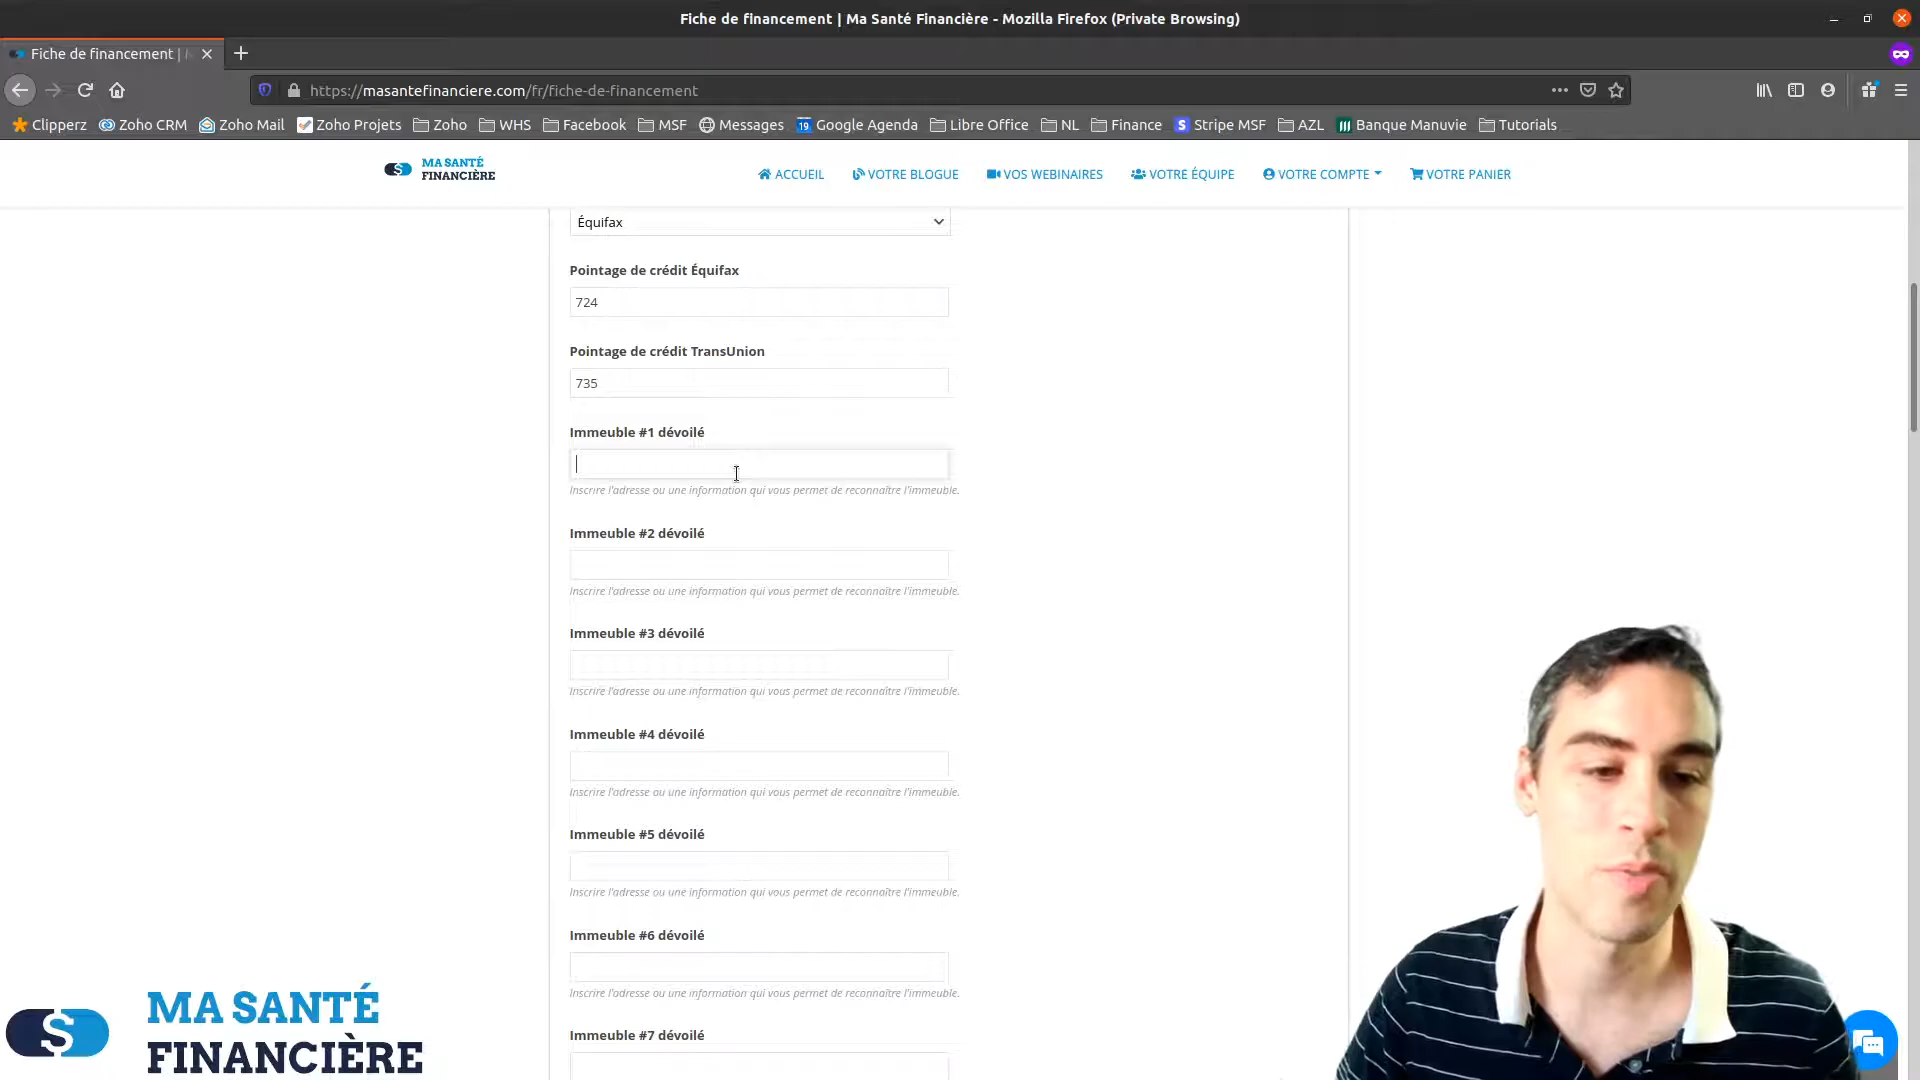 Fiche de financement | Ma Santé Financière - Mozilla Firefox (Private Browsing)
Fiche de financement |
https://masantefinanciere.com/fr/fiche-de-financement
Clipperz Zoho CRM Zoho Mail Zoho Projets Zoho WHS Facebook MSF Messages 19 Google Agenda Libre Office NL Finance S Stripe MSF AZL Banque Manuvie Tutorials
MA SANTÉ
FINANCIÈRE
ACCUEIL VOTRE BLOGUE VOS WEBINAIRES VOTRE ÉQUIPE VOTRE COMPTE VOTRE PANIER
Équifax
Pointage de crédit Équifax
724
Pointage de crédit TransUnion
735
Immeuble #1 dévoilé
Inscrire l'adresse ou une information qui vous permet de reconnaître l'immeuble.
Immeuble #2 dévoilé
Inscrire l'adresse ou une information qui vous permet de reconnaître l'immeuble.
Immeuble #3 dévoilé
Inscrire l'adresse ou une information qui vous permet de reconnaître l'immeuble.
Immeuble #4 dévoilé
Inscrire l'adresse ou une information qui vous permet de reconnaître l'immeuble.
Immeuble #5 dévoilé
Inscrire l'adresse ou une information qui vous permet de reconnaître l'immeuble.
Immeuble #6 dévoilé
Inscrire l'adresse ou une information qui vous permet de reconnaître l'immeuble.
Immeuble #7 dévoilé
S
MA SANTÉ
FINANCIÈRE